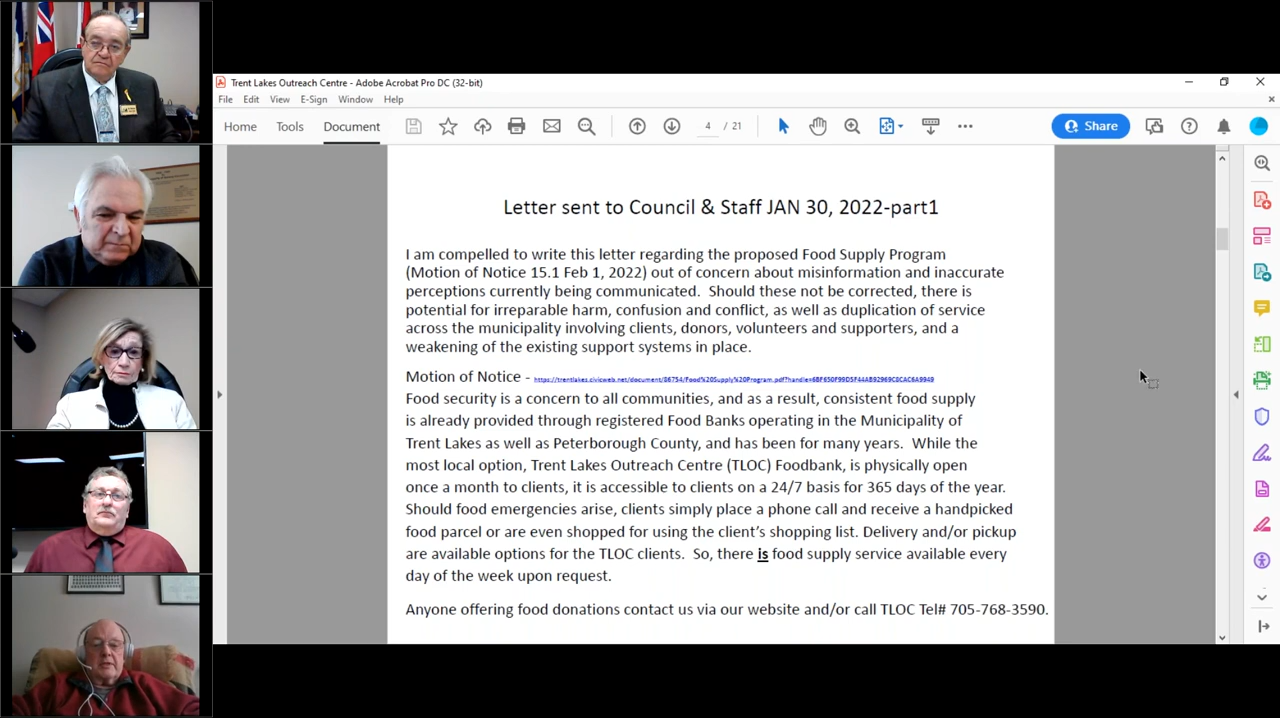 Trent Lakes Outreach Centre - Adobe Acrobat Pro DC (32-bit)
File Edit View E-Sign Window Help
Home Tools Document 4 / 21 Share
Letter sent to Council & Staff JAN 30, 2022-part1
I am compelled to write this letter regarding the proposed Food Supply Program
(Motion of Notice 15.1 Feb 1, 2022) out of concern about misinformation and inaccurate
perceptions currently being communicated. Should these not be corrected, there is
potential for irreparable harm, confusion and conflict, as well as duplication of service
across the municipality involving clients, donors, volunteers and supporters, and a
weakening of the existing support systems in place.
Motion of Notice -
Food security is a concern to all communities, and as a result, consistent food supply
is already provided through registered Food Banks operating in the Municipality of
Trent Lakes as well as Peterborough County, and has been for many years. While the
most local option, Trent Lakes Outreach Centre (TLOC) Foodbank, is physically open
once a month to clients, it is accessible to clients on a 24/7 basis for 365 days of the year.
Should food emergencies arise, clients simply place a phone call and receive a handpicked
food parcel or are even shopped for using the client's shopping list. Delivery and/or pickup
are available options for the TLOC clients. So, there is food supply service available every
day of the week upon request.
Anyone offering food donations contact us via our website and/or call TLOC Tel# 705-768-3590.